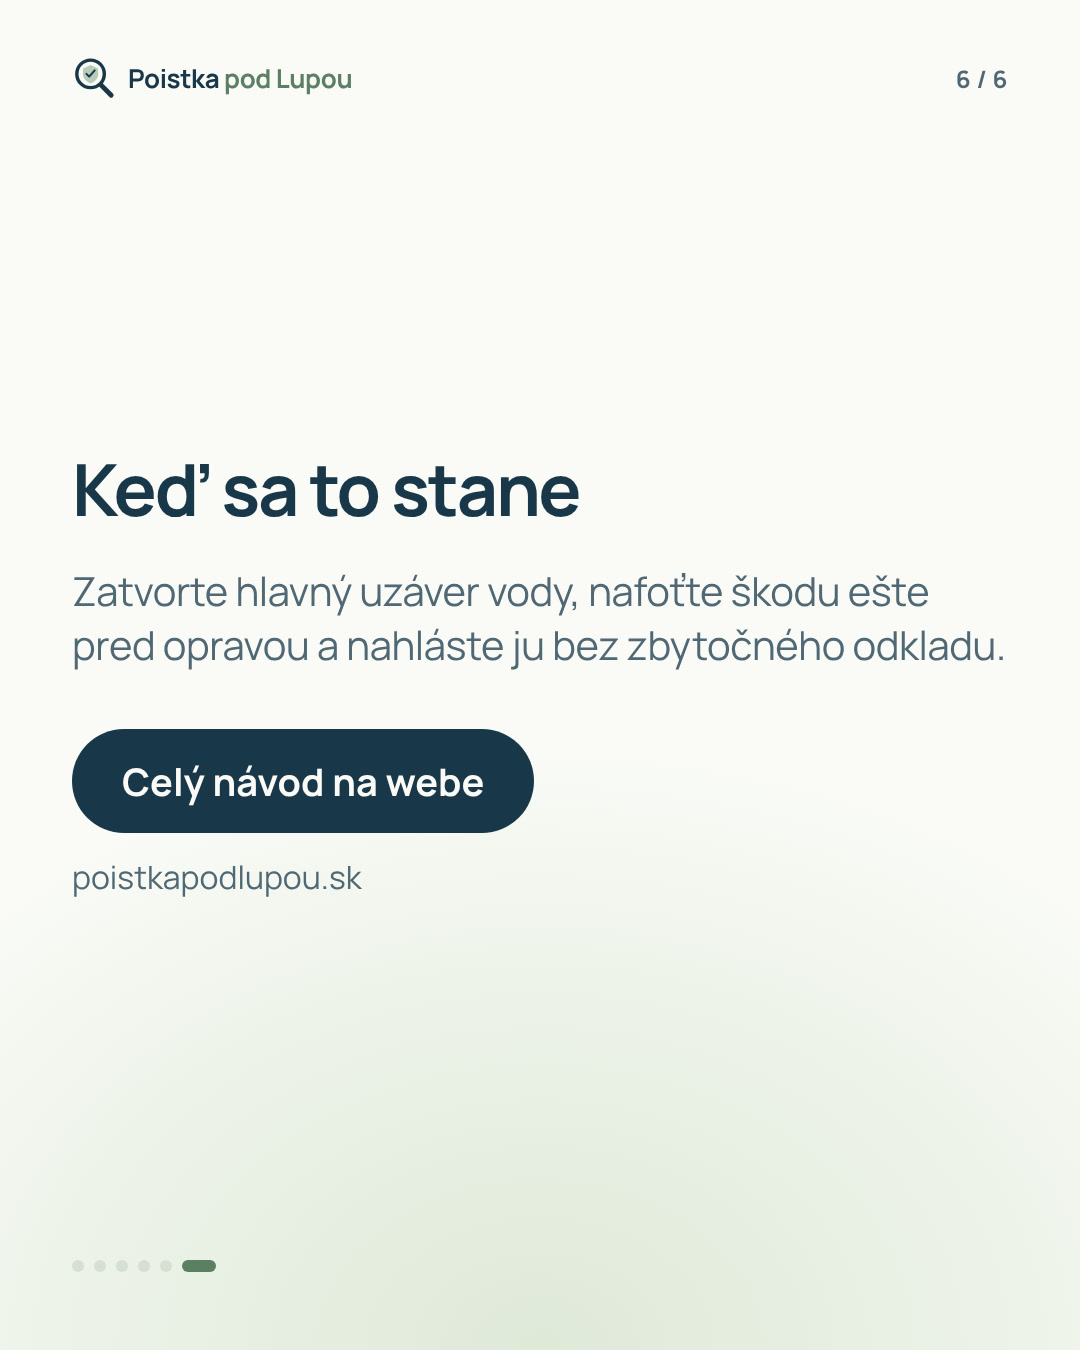 Poistka pod Lupou
6 / 6
Keď sa to stane
Zatvorte hlavný uzáver vody, nafoťte škodu ešte
pred opravou a nahláste ju bez zbytočného odkladu.
Celý návod na webe
poistkapodlupou.sk